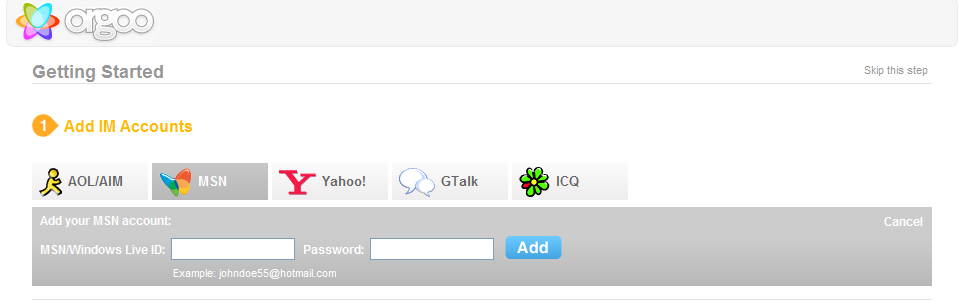 orgoo
Getting Started
Skip this step
1 Add IM Accounts
AOL/AIM MSN Yahoo! GTalk ICQ
Add your MSN account:
Cancel
MSN/Windows Live ID: Password: Add
Example: johndoe55@hotmail.com